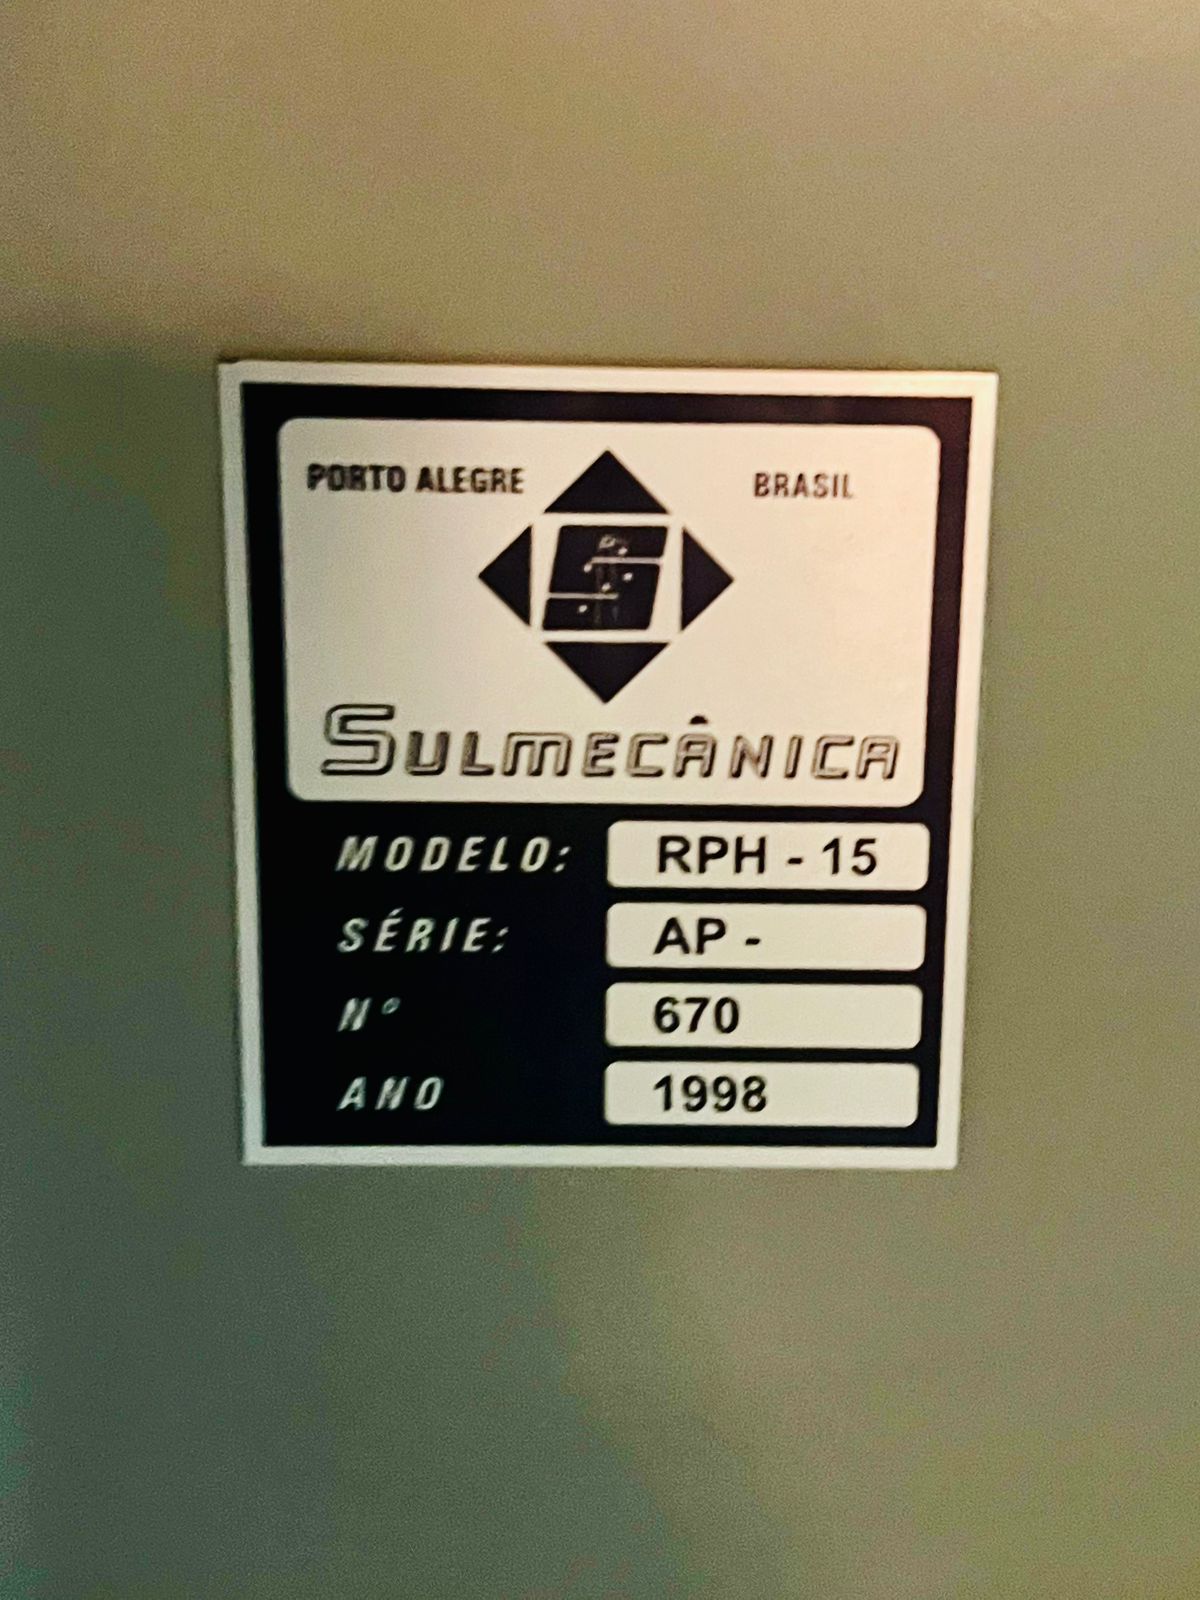 PORTO ALEGRE BRASIL
S
SULMECÂNICA
MODELO: RPH - 15
SÉRIE: AP -
Nº 670
ANO 1998